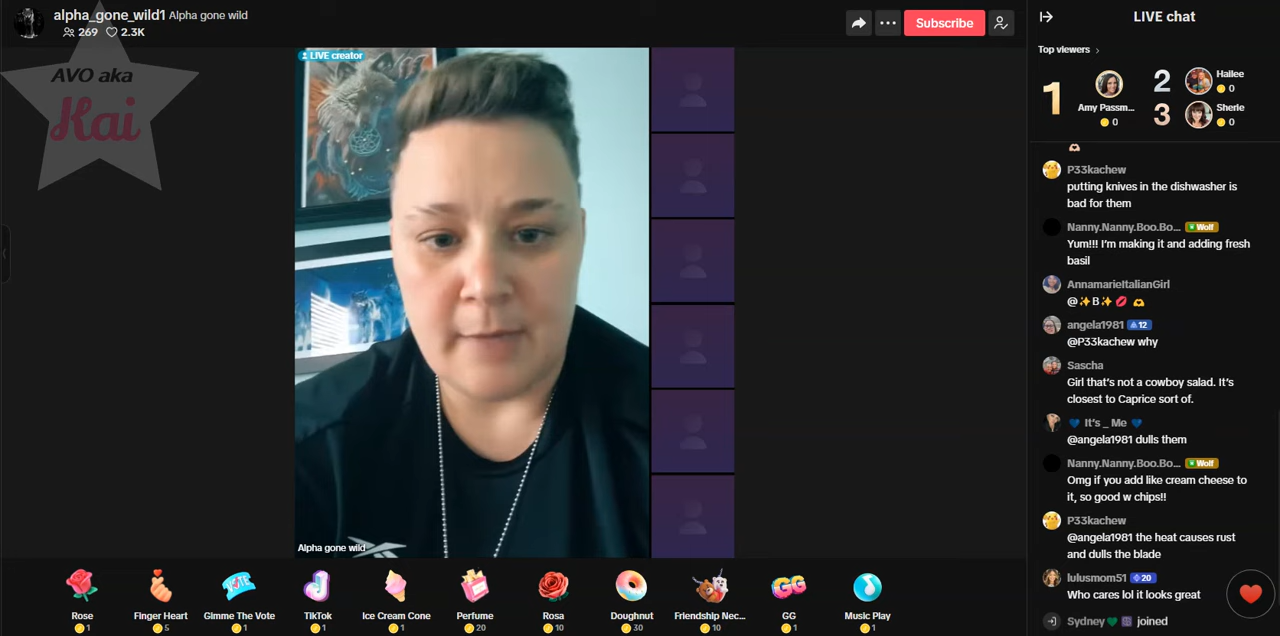 alpha_gone_wild1 Alpha gone wild
269 2.3K
Subscribe
AVO aka
Kai
LIVE creator
Alpha gone wild
LIVE chat
Top viewers
1
Amy Passm...
0
2
Hailee
0
3
Sherie
0
P33kachew
putting knives in the dishwasher is
bad for them
Nanny.Nanny.Boo.Bo... Wolf
Yum!!! I'm making it and adding fresh
basil
AnnamarieItalianGirl
@✨B✨💋🫶
angela1981 12
@P33kachew why
Sascha
Girl that's not a cowboy salad. It's
closest to Caprice sort of.
💙 It's _ Me 💙
@angela1981 dulls them
Nanny.Nanny.Boo.Bo... Wolf
Omg if you add like cream cheese to
it, so good w chips!!
P33kachew
@angela1981 the heat causes rust
and dulls the blade
lulusmom51 20
Who cares lol it looks great
Sydney💚 joined
Rose
1
Finger Heart
5
VOTE
Gimme The Vote
1
TikTok
1
Ice Cream Cone
1
Perfume
20
Rosa
10
Doughnut
30
Friendship Nec...
10
GG
GG
1
Music Play
1